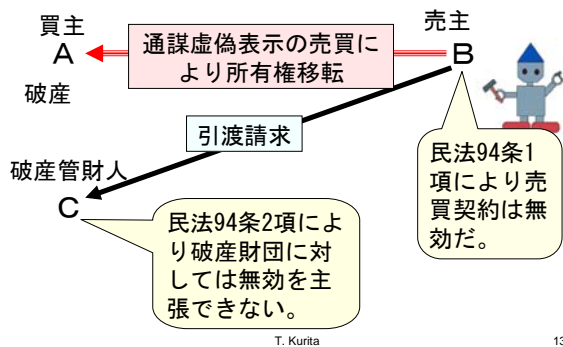 買主
売主
A
通謀虚偽表示の売買に
より所有権移転
B
破産
引渡請求
破産管財人
C
民法94条1
項により売
買契約は無
効だ。
民法94条2項によ
り破産財団に対
しては無効を主
張できない。
T. Kurita
13